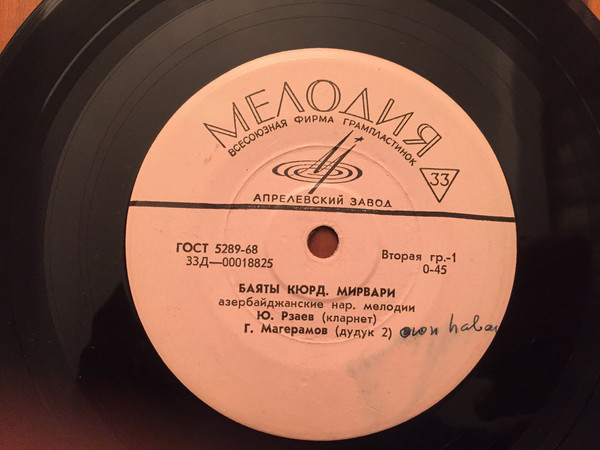 МЕЛОДИЯ
ВСЕСОЮЗНАЯ ФИРМА ГРАМПЛАСТИНОК
33
АПРЕЛЕВСКИЙ ЗАВОД
ГОСТ 5289-68
33Д—00018825
Вторая гр.-1
0-45
БАЯТЫ КЮРД. МИРВАРИ
азербайджанские нар. мелодии
Ю. Рзаев (кларнет)
Г. Магерамов (дудук 2)